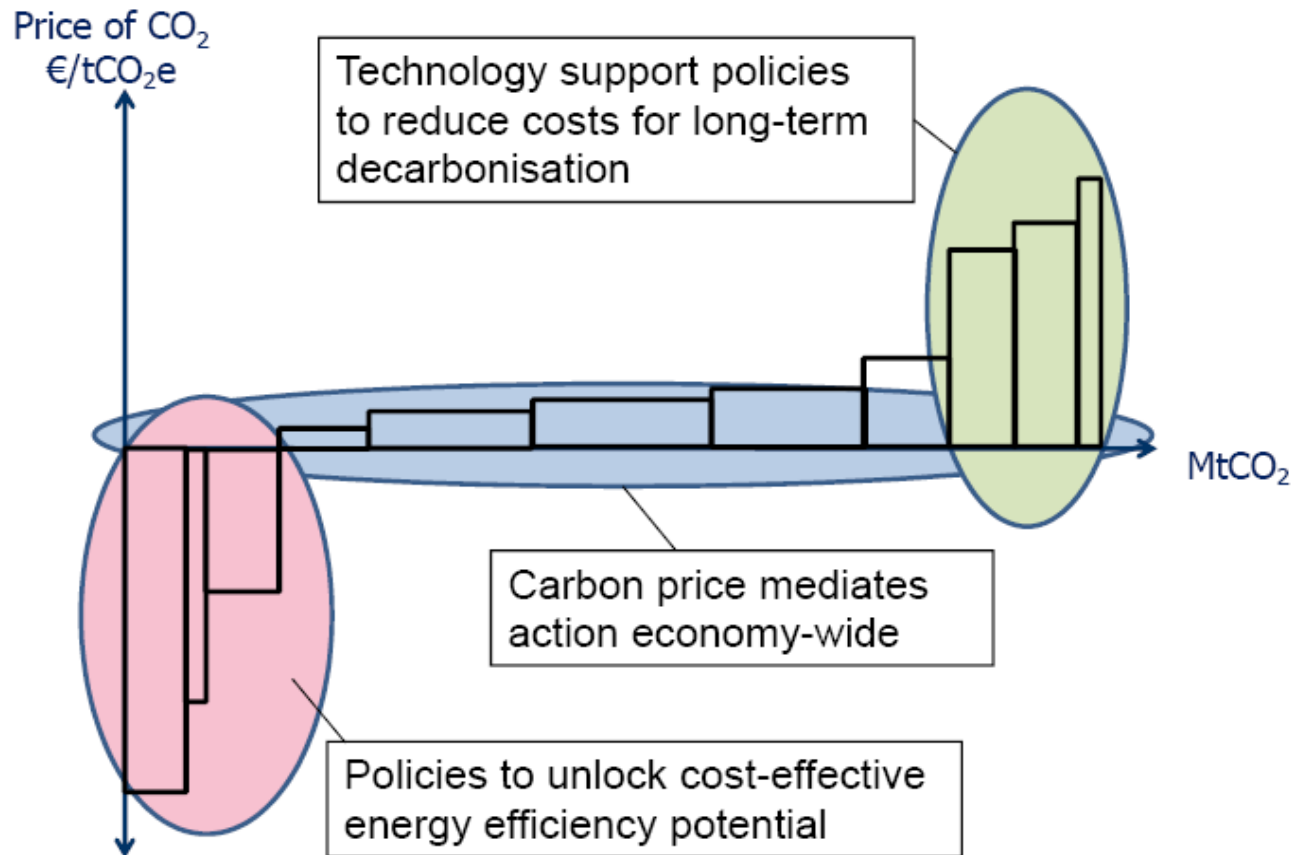 Price of CO₂
€/tCO₂e
Technology support policies
to reduce costs for long-term
decarbonisation
MtCO₂
Carbon price mediates
action economy-wide
Policies to unlock cost-effective
energy efficiency potential